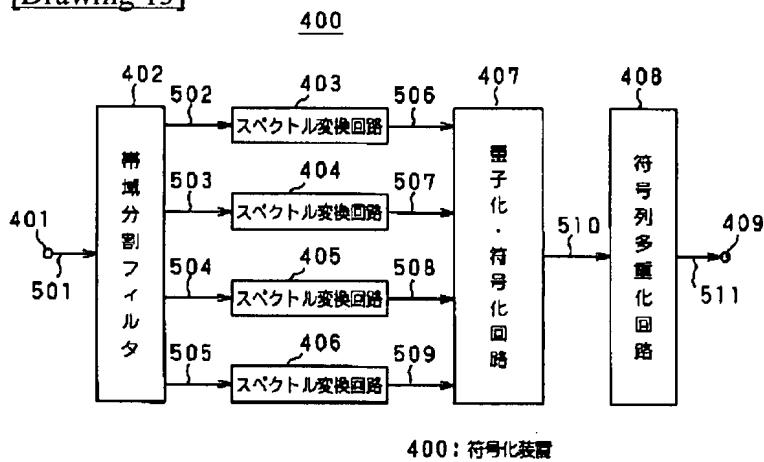 [Drawing 15]
400
402
403
407
408
502
506
スペクトル変換回路
帯域分割フィルタ
量子化・符号化回路
符号列多重化回路
404
503
507
スペクトル変換回路
401
501
405
504
508
スペクトル変換回路
510
409
511
406
505
509
スペクトル変換回路
400:符号化装置